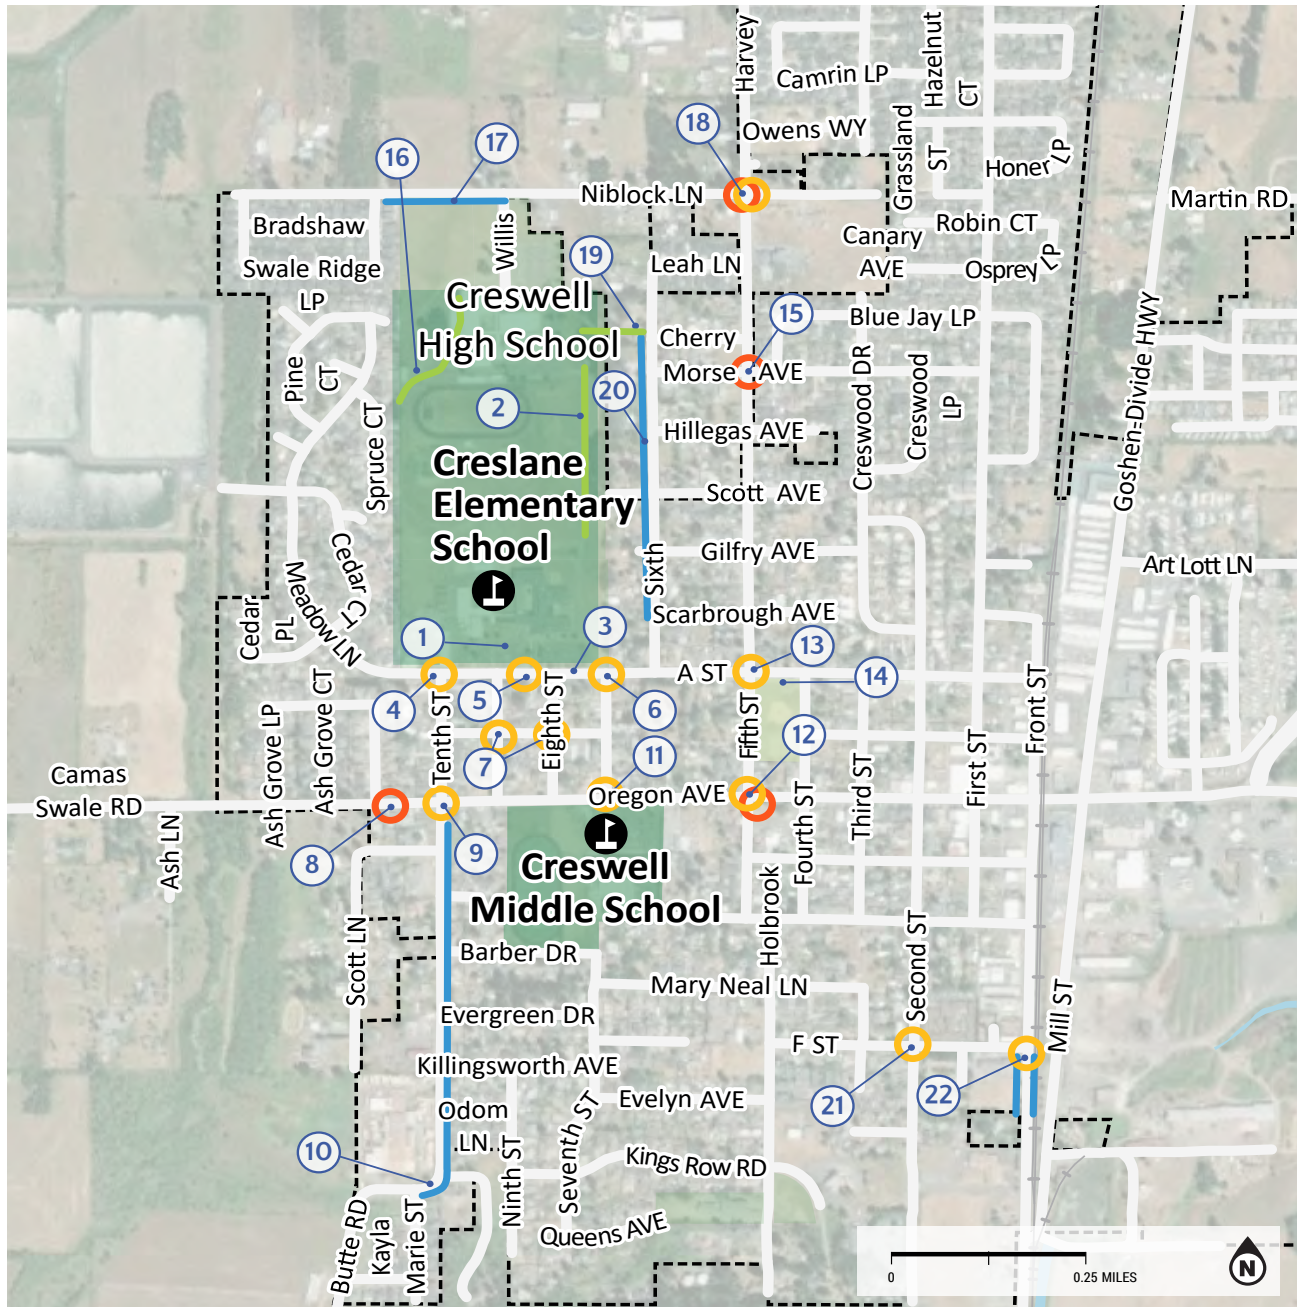 Harvey
Camrin LP
Hazelnut
CT
18
Owens WY
Grassland
ST
Honer LP
17
16
Niblock LN
Martin RD
Bradshaw
Willis
Robin CT
Canary
AVE
Swale Ridge
LP
19
Leah LN
Osprey LP
Creswell
High School
15
Blue Jay LP
Cherry
Morse AVE
Pine
CT
Goshen-Divide HWY
Creswood DR
Creswood
LP
2
20
Spruce CT
Hillegas AVE
Creslane
Elementary
School
Scott AVE
Cedar CT
Sixth
Gilfry AVE
Art Lott LN
Meadow LN
Cedar
PL
Scarbrough AVE
1
3
13
A ST
14
4
5
6
Ash Grove CT
Ash Grove LP
Tenth ST
Eighth ST
Fifth ST
Front ST
First ST
Third ST
Fourth ST
7
11
12
Camas
Swale RD
Oregon AVE
Ash LN
8
9
Creswell
Middle School
Holbrook
Scott LN
Barber DR
Second ST
Mary Neal LN
Evergreen DR
F ST
Mill ST
Killingsworth AVE
Odom
LN
Evelyn AVE
21
22
10
Ninth ST
Seventh ST
Kings Row RD
Queens AVE
Butte RD
Kayla
Marie ST
0
0.25 MILES
N